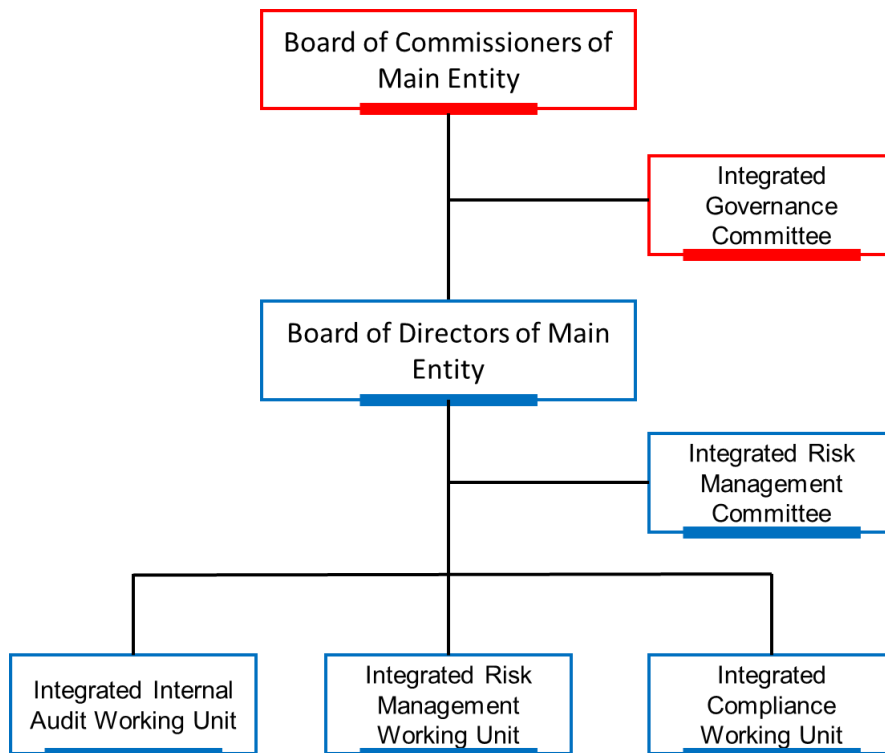 Board of Commissioners of
Main Entity
Integrated
Governance
Committee
Board of Directors of Main
Entity
Integrated Risk
Management
Committee
Integrated Internal
Audit Working Unit
Integrated Risk
Management
Working Unit
Integrated
Compliance
Working Unit